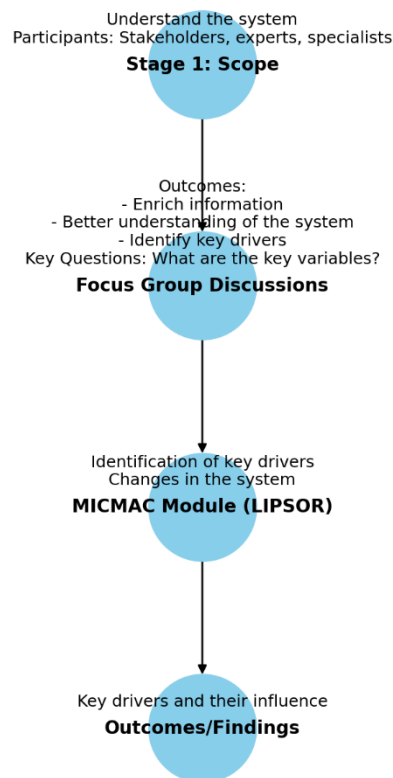 Understand the system
Participants: Stakeholders, experts, specialists
Stage 1: Scope
Outcomes:
- Enrich information
- Better understanding of the system
- Identify key drivers
Key Questions: What are the key variables?
Focus Group Discussions
Identification of key drivers
Changes in the system
MICMAC Module (LIPSOR)
Key drivers and their influence
Outcomes/Findings